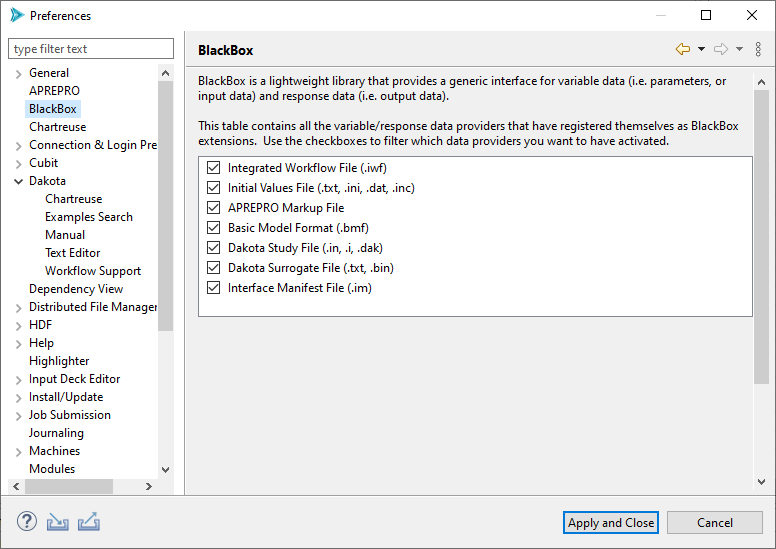 Preferences
type filter text
General
APREPRO
BlackBox
Chartreuse
Connection & Login Pre
Cubit
Dakota
Chartreuse
Examples Search
Manual
Text Editor
Workflow Support
Dependency View
Distributed File Manager
HDF
Help
Highlighter
Input Deck Editor
Install/Update
Job Submission
Journaling
Machines
Modules
BlackBox
BlackBox is a lightweight library that provides a generic interface for variable data (i.e. parameters, or
input data) and response data (i.e. output data).
This table contains all the variable/response data providers that have registered themselves as BlackBox
extensions.  Use the checkboxes to filter which data providers you want to have activated.
Integrated Workflow File (.iwf)
Initial Values File (.txt, .ini, .dat, .inc)
APREPRO Markup File
Basic Model Format (.bmf)
Dakota Study File (.in, .i, .dak)
Dakota Surrogate File (.txt, .bin)
Interface Manifest File (.im)
Apply and Close
Cancel